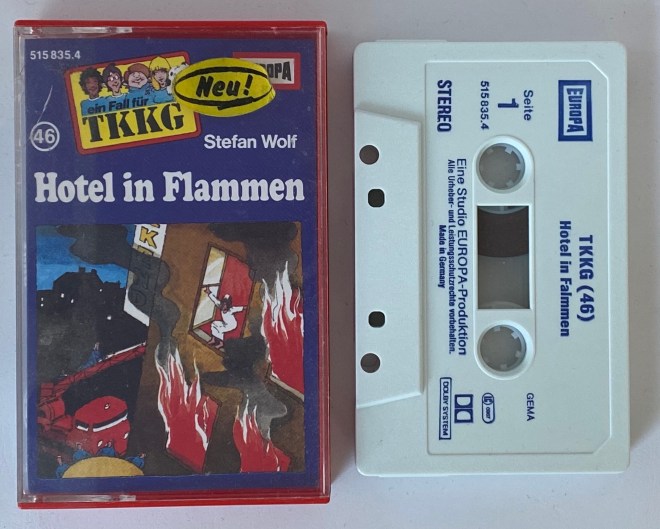 515 835.4
EUROPA
ein Fall für
TKKG
Neu!
46
Stefan Wolf
Hotel in Flammen
EUROPA
Seite
1
515 835.4
STEREO
TKKG (46)
Hotel in Falmmen
Eine Studio EUROPA-Produktion
Alle Urheber- und Leistungsschutzrechte vorbehalten.
Made in Germany
GEMA
DOLBY SYSTEM